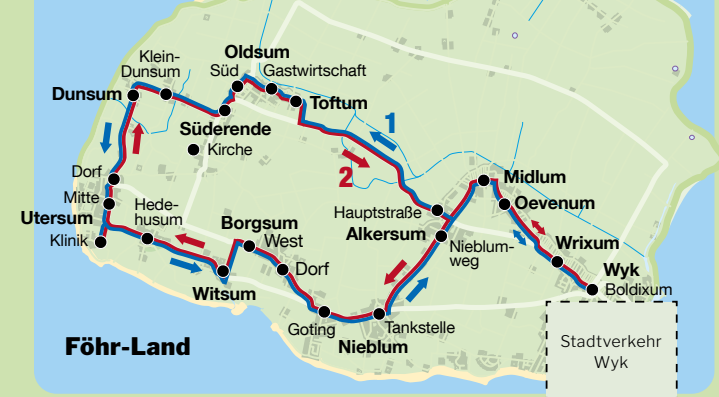 Oldsum
Klein-
Dunsum
Süd
Gastwirtschaft
Dunsum
Toftum
Süderende
Kirche
1
2
Dorf
Mitte
Utersum
Klinik
Hede-
husum
Borgsum
West
Dorf
Witsum
Hauptstraße
Alkersum
Nieblum-
weg
Midlum
Oevenum
Wrixum
Wyk
Boldixum
Goting
Tankstelle
Nieblum
Föhr-Land
Stadtverkehr
Wyk